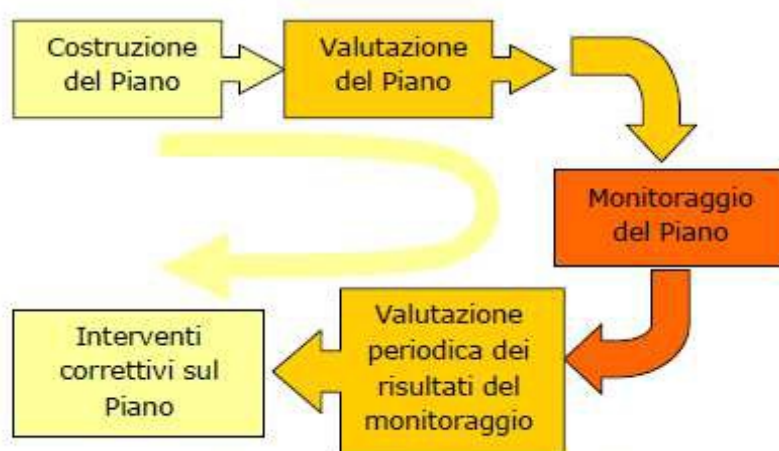 Costruzione
del Piano
Valutazione
del Piano
Monitoraggio
del Piano
Valutazione
periodica dei
risultati del
monitoraggio
Interventi
correttivi sul
Piano